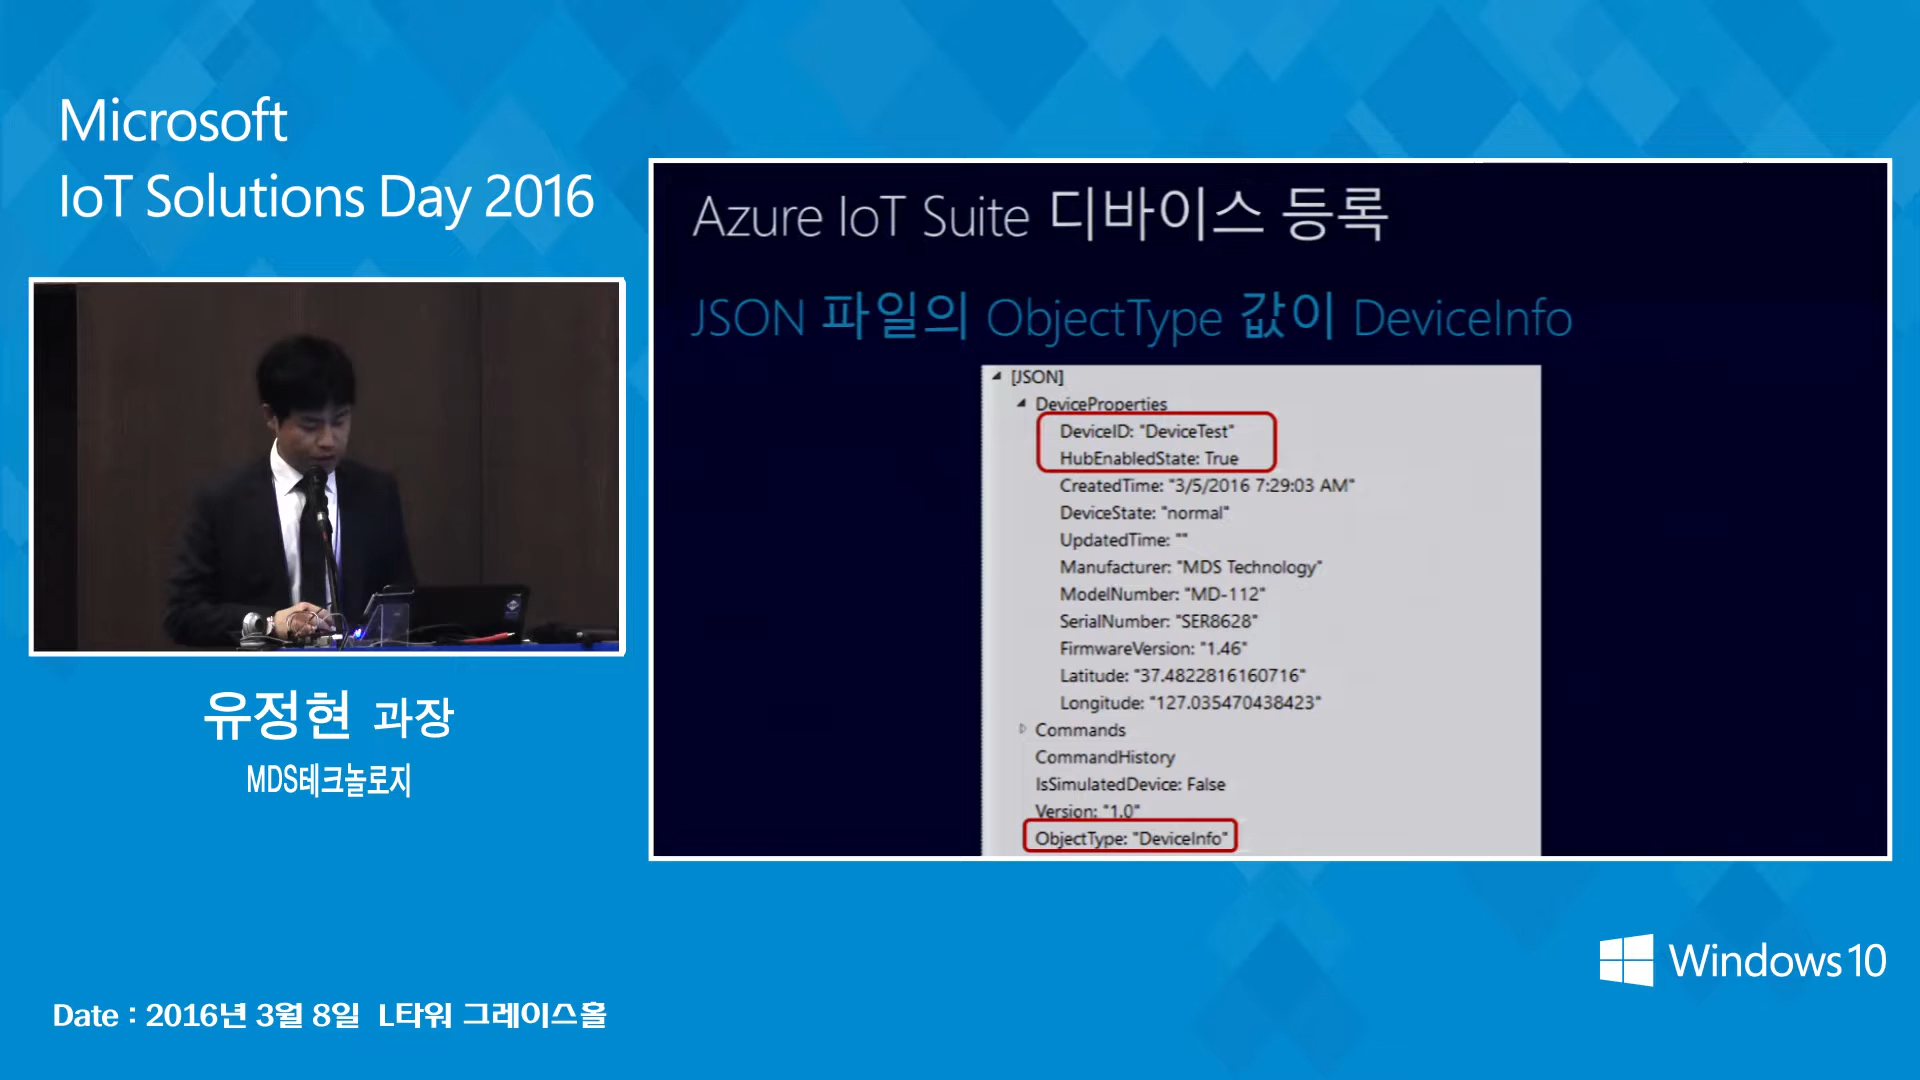 Microsoft
IoT Solutions Day 2016
유정현 과장
MDS테크놀로지
Date : 2016년 3월 8일 L타워 그레이스홀
Azure IoT Suite 디바이스 등록
JSON 파일의 ObjectType 값이 DeviceInfo
[JSON]
DeviceProperties
DeviceID: "DeviceTest"
HubEnabledState: True
CreatedTime: "3/5/2016 7:29:03 AM"
DeviceState: "normal"
UpdatedTime: ""
Manufacturer: "MDS Technology"
ModelNumber: "MD-112"
SerialNumber: "SER8628"
FirmwareVersion: "1.46"
Latitude: "37.4822816160716"
Longitude: "127.035470438423"
Commands
CommandHistory
IsSimulatedDevice: False
Version: "1.0"
ObjectType: "DeviceInfo"
Windows 10